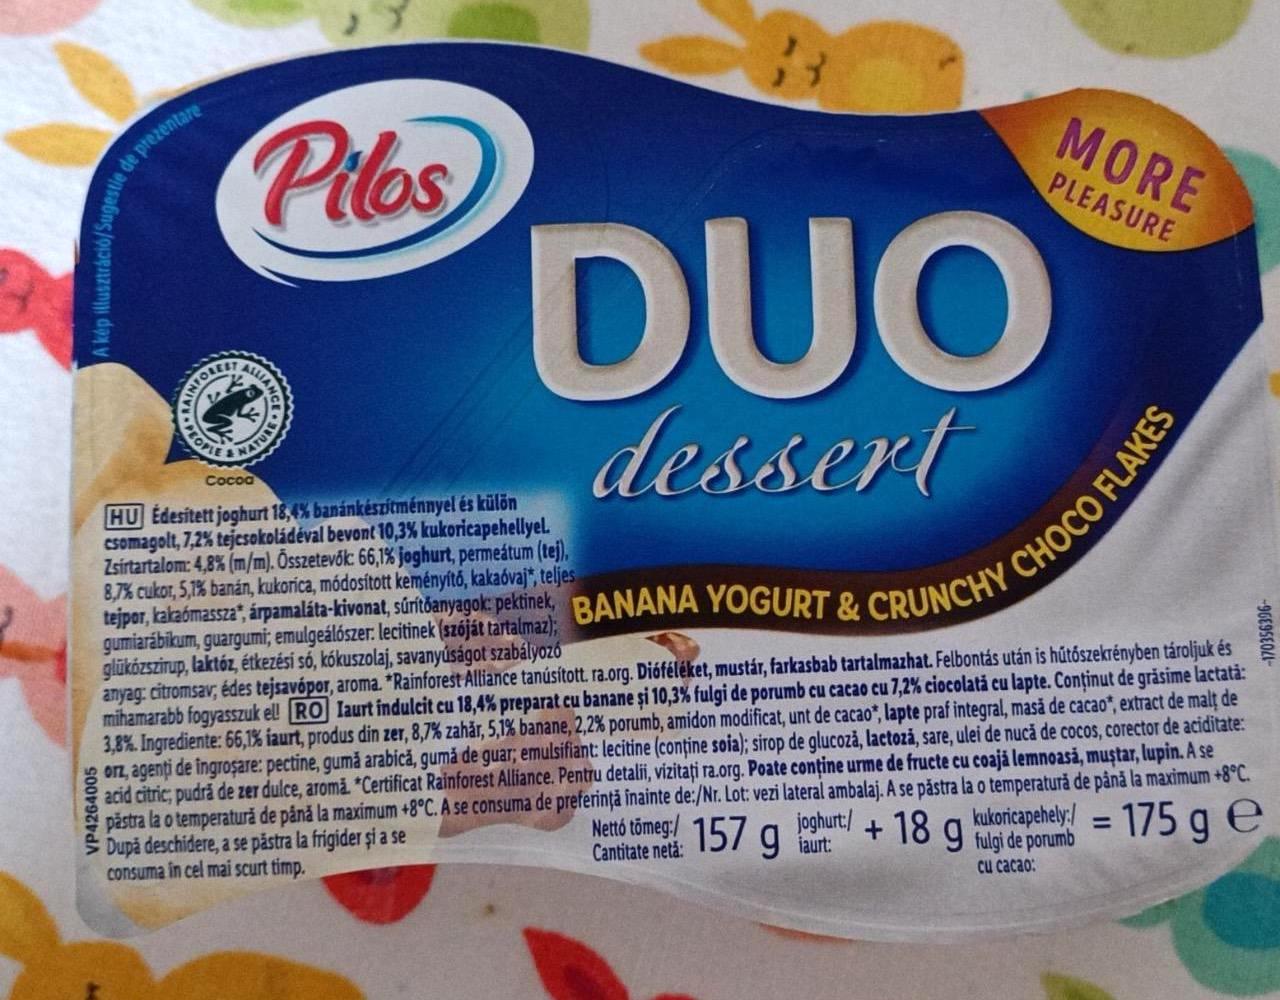 A kép illusztráció/Sugestie de prezentare
Pilos
MORE
PLEASURE
DUO
dessert
BANANA YOGURT & CRUNCHY CHOCO FLAKES
RAINFOREST ALLIANCE
PEOPLE & NATURE
Cocoa
HU Édesített joghurt 18,4% banánkészítménnyel és külön
csomagolt, 7,2% tejcsokoládéval bevont 10,3% kukoricapehellyel.
Zsírtartalom: 4,8% (m/m). Összetevők: 66,1% joghurt, permeátum (tej),
8,7% cukor, 5,1% banán, kukorica, módosított keményítő, kakaóvaj*, teljes
tejpor, kakaómassza*, árpamaláta-kivonat, sűrítőanyagok: pektinek,
gumiarábikum, guargumi; emulgeálószer: lecitinek (szóját tartalmaz);
glükózszirup, laktóz, étkezési só, kókuszolaj, savanyúságot szabályozó
anyag: citromsav; édes tejsavópor, aroma. *Rainforest Alliance tanúsított. ra.org. Dióféléket, mustár, farkasbab tartalmazhat. Felbontás után is hűtőszekrényben tároljuk és
mihamarabb fogyasszuk el! RO Iaurt îndulcit cu 18,4% preparat cu banane și 10,3% fulgi de porumb cu cacao cu 7,2% ciocolată cu lapte. Conținut de grăsime lactată:
3,8%. Ingrediente: 66,1% iaurt, produs din zer, 8,7% zahăr, 5,1% banane, 2,2% porumb, amidon modificat, unt de cacao*, lapte praf integral, masă de cacao*, extract de malț de
orz, agenți de îngroșare: pectine, gumă arabică, gumă de guar; emulsifiant: lecitine (conține soia); sirop de glucoză, lactoză, sare, ulei de nucă de cocos, corector de aciditate:
acid citric; pudră de zer dulce, aromă. *Certificat Rainforest Alliance. Pentru detalii, vizitați ra.org. Poate conține urme de fructe cu coajă lemnoasă, muștar, lupin. A se
păstra la o temperatură de până la maximum +8°C. A se consuma de preferință înainte de:/Nr. Lot: vezi lateral ambalaj. A se păstra la o temperatură de până la maximum +8°C.
După deschidere, a se păstra la frigider și a se
consuma în cel mai scurt timp.
Nettó tömeg:/
Cantitate netă:
157 g
joghurt:/
iaurt:
+ 18 g
kukoricapehely:/
fulgi de porumb
cu cacao:
= 175 g e
VP4264005
-170356396-